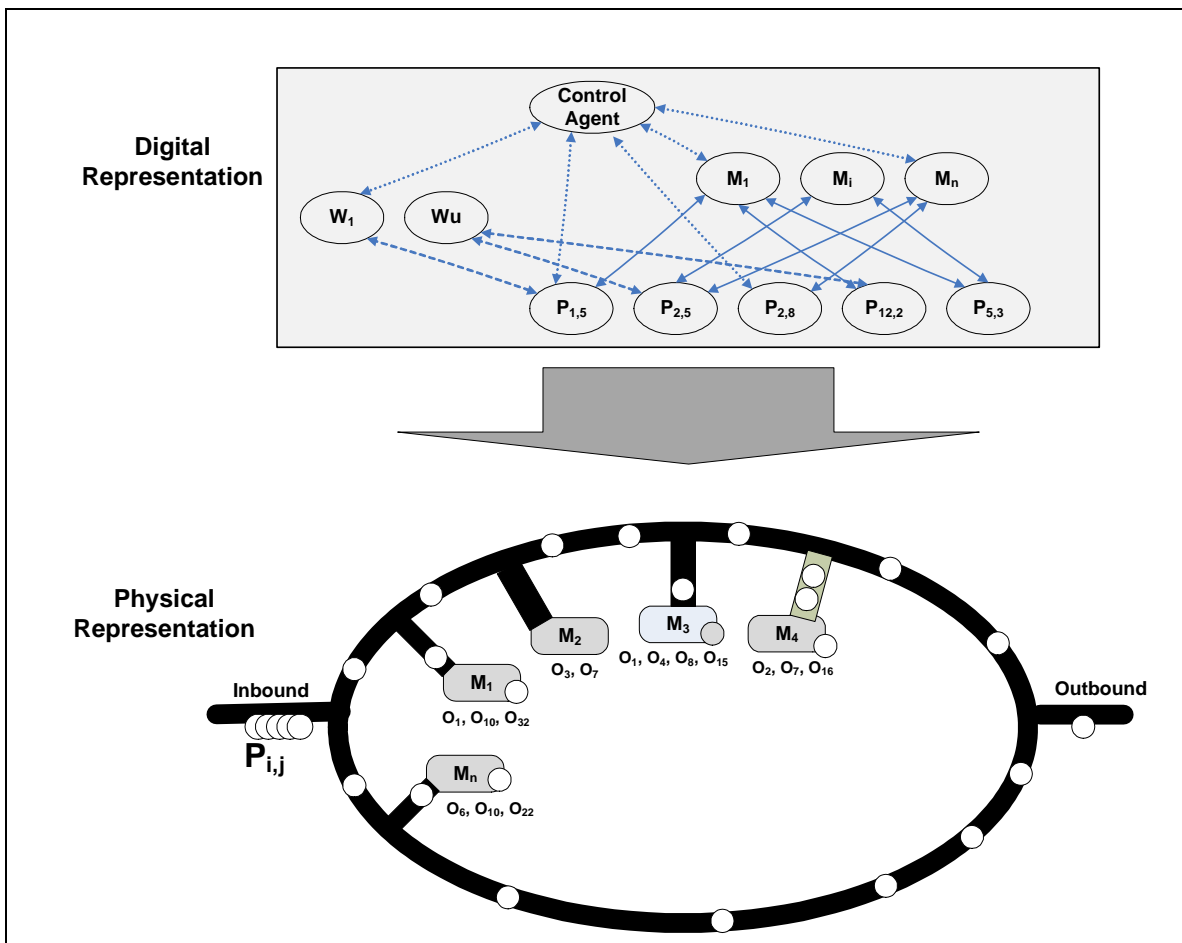 Control
Agent
Digital
Representation
M₁
Mᵢ
Mₙ
W₁
Wu
P₁,₅
P₂,₅
P₂,₈
P₁₂,₂
P₅,₃
Physical
Representation
M₃
M₂
M₄
O₁, O₄, O₈, O₁₅
O₃, O₇
O₂, O₇, O₁₆
Inbound
M₁
Outbound
O₁, O₁₀, O₃₂
Pᵢ,ⱼ
Mₙ
O₆, O₁₀, O₂₂